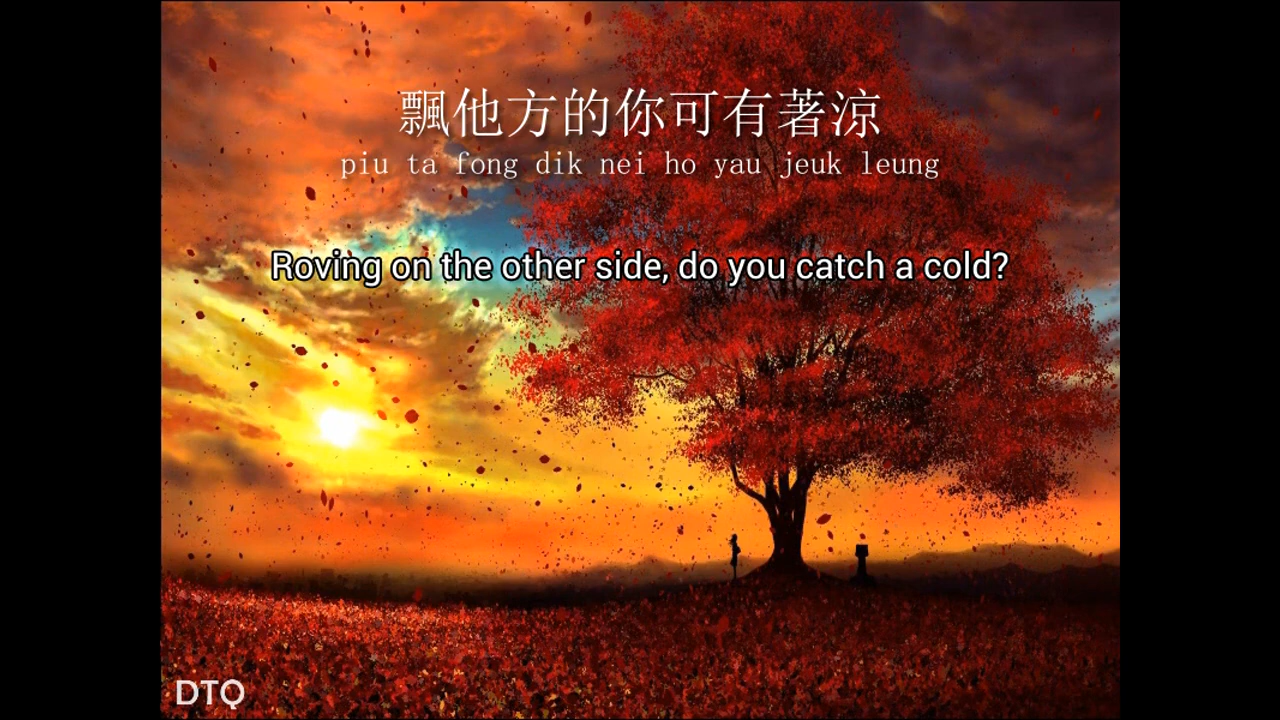 飄他方的你可有著涼
piu ta fong dik nei ho yau jeuk leung
Roving on the other side, do you catch a cold?
DTQ